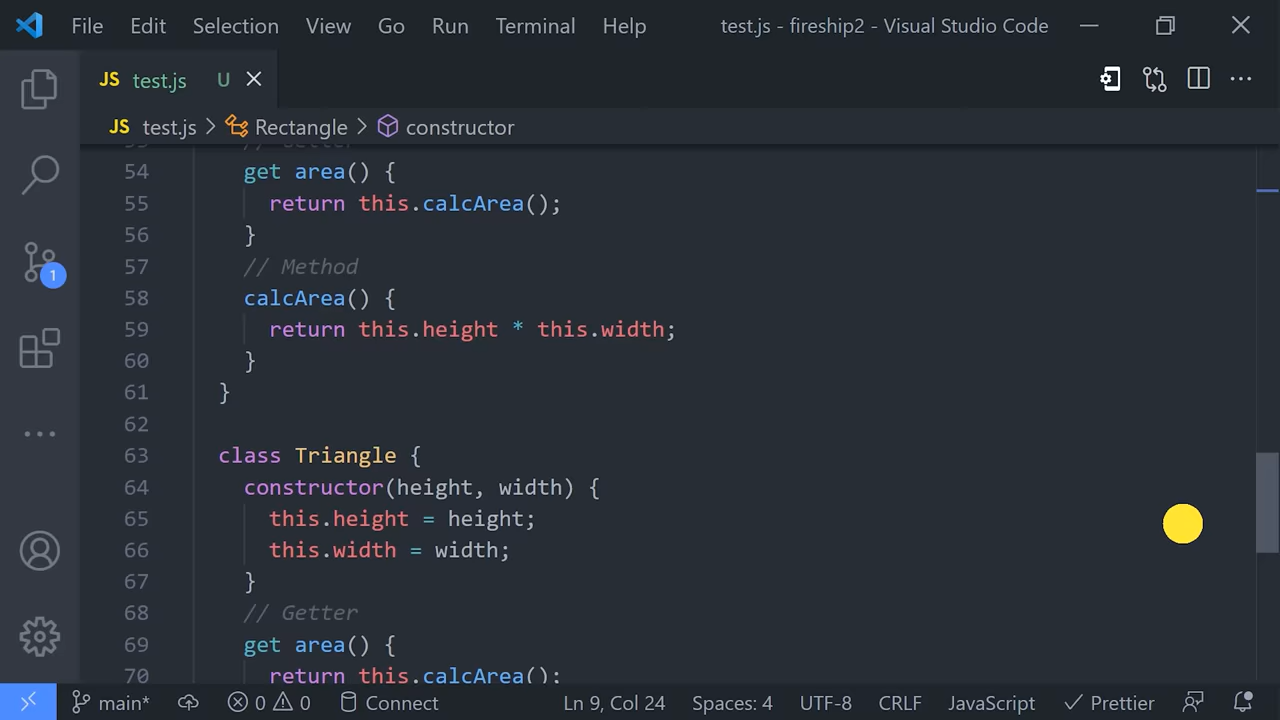 File Edit Selection View Go Run Terminal Help test.js - fireship2 - Visual Studio Code
JS test.js U
JS test.js > Rectangle > constructor
53 // Getter
54 get area() {
55 return this.calcArea();
56 }
57 // Method
58 calcArea() {
59 return this.height * this.width;
60 }
61 }
62
63 class Triangle {
64 constructor(height, width) {
65 this.height = height;
66 this.width = width;
67 }
68 // Getter
69 get area() {
70 return this.calcArea();
1
main* 0 0 Connect Ln 9, Col 24 Spaces: 4 UTF-8 CRLF JavaScript Prettier